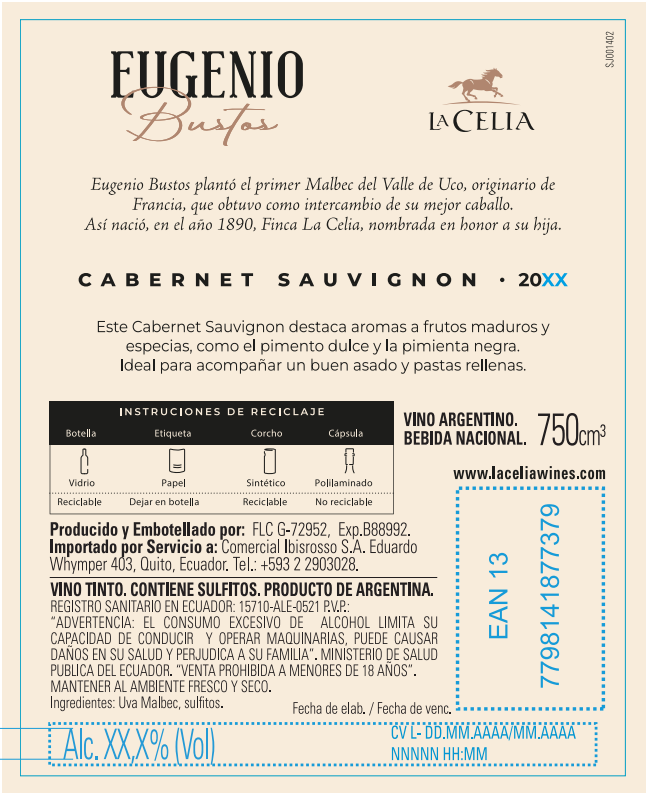 SJ001402
EUGENIO
Bustos
LA CELIA
Eugenio Bustos plantó el primer Malbec del Valle de Uco, originario de
Francia, que obtuvo como intercambio de su mejor caballo.
Así nació, en el año 1890, Finca La Celia, nombrada en honor a su hija.
CABERNET SAUVIGNON · 20XX
Este Cabernet Sauvignon destaca aromas a frutos maduros y
especias, como el pimento dulce y la pimienta negra.
Ideal para acompañar un buen asado y pastas rellenas.
INSTRUCIONES DE RECICLAJE
Botella Etiqueta Corcho Cápsula
Vidrio Papel Sintético Polilaminado
Reciclable Dejar en botella Reciclable No reciclable
VINO ARGENTINO.
BEBIDA NACIONAL.
750cm³
www.laceliawines.com
Producido y Embotellado por: FLC G-72952, Exp.B88992.
Importado por Servicio a: Comercial Ibisrosso S.A. Eduardo
Whymper 403, Quito, Ecuador. Tel.: +593 2 2903028.
VINO TINTO. CONTIENE SULFITOS. PRODUCTO DE ARGENTINA.
REGISTRO SANITARIO EN ECUADOR: 15710-ALE-0521 P.V.P.:
"ADVERTENCIA: EL CONSUMO EXCESIVO DE ALCOHOL LIMITA SU
CAPACIDAD DE CONDUCIR Y OPERAR MAQUINARIAS, PUEDE CAUSAR
DAÑOS EN SU SALUD Y PERJUDICA A SU FAMILIA". MINISTERIO DE SALUD
PUBLICA DEL ECUADOR. "VENTA PROHIBIDA A MENORES DE 18 AÑOS".
MANTENER AL AMBIENTE FRESCO Y SECO.
Ingredientes: Uva Malbec, sulfitos.
Fecha de elab. / Fecha de venc.
EAN 13
7798141877379
Alc. XX,X% (Vol)
CV L- DD.MM.AAAA/MM.AAAA
NNNNN HH:MM